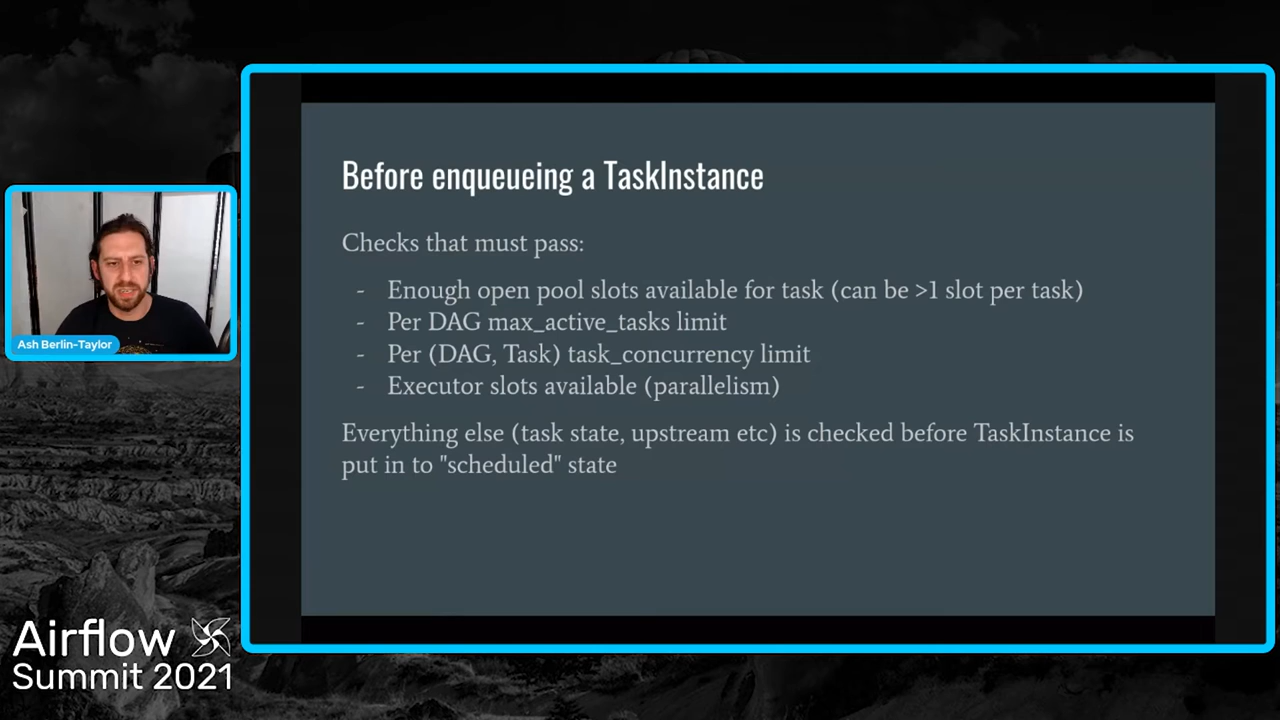 Before enqueueing a TaskInstance
Checks that must pass:
- Enough open pool slots available for task (can be >1 slot per task)
- Per DAG max_active_tasks limit
- Per (DAG, Task) task_concurrency limit
- Executor slots available (parallelism)
Everything else (task state, upstream etc) is checked before TaskInstance is
put in to "scheduled" state
Ash Berlin-Taylor
Airflow
Summit 2021